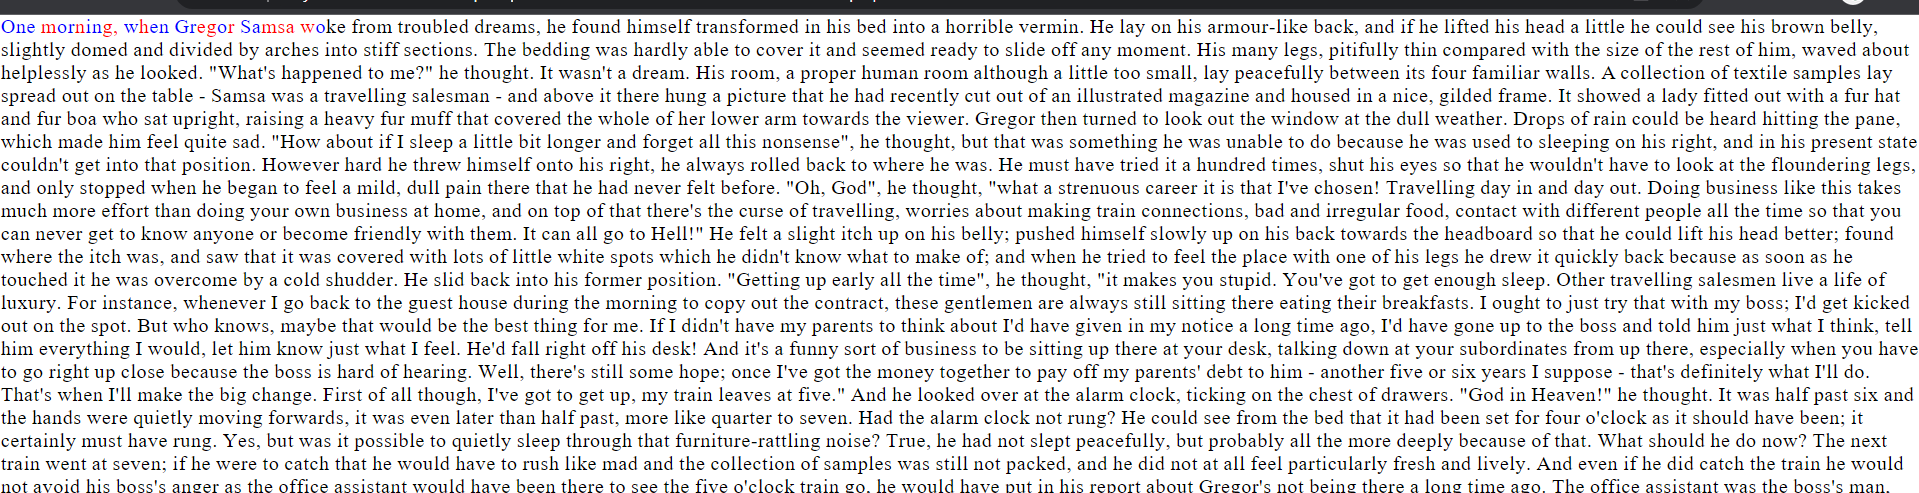 One morning, when Gregor Samsa woke from troubled dreams, he found himself transformed in his bed into a horrible vermin. He lay on his armour-like back, and if he lifted his head a little he could see his brown belly,
slightly domed and divided by arches into stiff sections. The bedding was hardly able to cover it and seemed ready to slide off any moment. His many legs, pitifully thin compared with the size of the rest of him, waved about
helplessly as he looked. "What's happened to me?" he thought. It wasn't a dream. His room, a proper human room although a little too small, lay peacefully between its four familiar walls. A collection of textile samples lay
spread out on the table - Samsa was a travelling salesman - and above it there hung a picture that he had recently cut out of an illustrated magazine and housed in a nice, gilded frame. It showed a lady fitted out with a fur hat
and fur boa who sat upright, raising a heavy fur muff that covered the whole of her lower arm towards the viewer. Gregor then turned to look out the window at the dull weather. Drops of rain could be heard hitting the pane,
which made him feel quite sad. "How about if I sleep a little bit longer and forget all this nonsense", he thought, but that was something he was unable to do because he was used to sleeping on his right, and in his present state
couldn't get into that position. However hard he threw himself onto his right, he always rolled back to where he was. He must have tried it a hundred times, shut his eyes so that he wouldn't have to look at the floundering legs,
and only stopped when he began to feel a mild, dull pain there that he had never felt before. "Oh, God", he thought, "what a strenuous career it is that I've chosen! Travelling day in and day out. Doing business like this takes
much more effort than doing your own business at home, and on top of that there's the curse of travelling, worries about making train connections, bad and irregular food, contact with different people all the time so that you
can never get to know anyone or become friendly with them. It can all go to Hell!" He felt a slight itch up on his belly; pushed himself slowly up on his back towards the headboard so that he could lift his head better; found
where the itch was, and saw that it was covered with lots of little white spots which he didn't know what to make of; and when he tried to feel the place with one of his legs he drew it quickly back because as soon as he
touched it he was overcome by a cold shudder. He slid back into his former position. "Getting up early all the time", he thought, "it makes you stupid. You've got to get enough sleep. Other travelling salesmen live a life of
luxury. For instance, whenever I go back to the guest house during the morning to copy out the contract, these gentlemen are always still sitting there eating their breakfasts. I ought to just try that with my boss; I'd get kicked
out on the spot. But who knows, maybe that would be the best thing for me. If I didn't have my parents to think about I'd have given in my notice a long time ago, I'd have gone up to the boss and told him just what I think, tell
him everything I would, let him know just what I feel. He'd fall right off his desk! And it's a funny sort of business to be sitting up there at your desk, talking down at your subordinates from up there, especially when you have
to go right up close because the boss is hard of hearing. Well, there's still some hope; once I've got the money together to pay off my parents' debt to him - another five or six years I suppose - that's definitely what I'll do.
That's when I'll make the big change. First of all though, I've got to get up, my train leaves at five." And he looked over at the alarm clock, ticking on the chest of drawers. "God in Heaven!" he thought. It was half past six and
the hands were quietly moving forwards, it was even later than half past, more like quarter to seven. Had the alarm clock not rung? He could see from the bed that it had been set for four o'clock as it should have been; it
certainly must have rung. Yes, but was it possible to quietly sleep through that furniture-rattling noise? True, he had not slept peacefully, but probably all the more deeply because of that. What should he do now? The next
train went at seven; if he were to catch that he would have to rush like mad and the collection of samples was still not packed, and he did not at all feel particularly fresh and lively. And even if he did catch the train he would
not avoid his boss's anger as the office assistant would have been there to see the five o'clock train go, he would have put in his report about Gregor's not being there a long time ago. The office assistant was the boss's man,